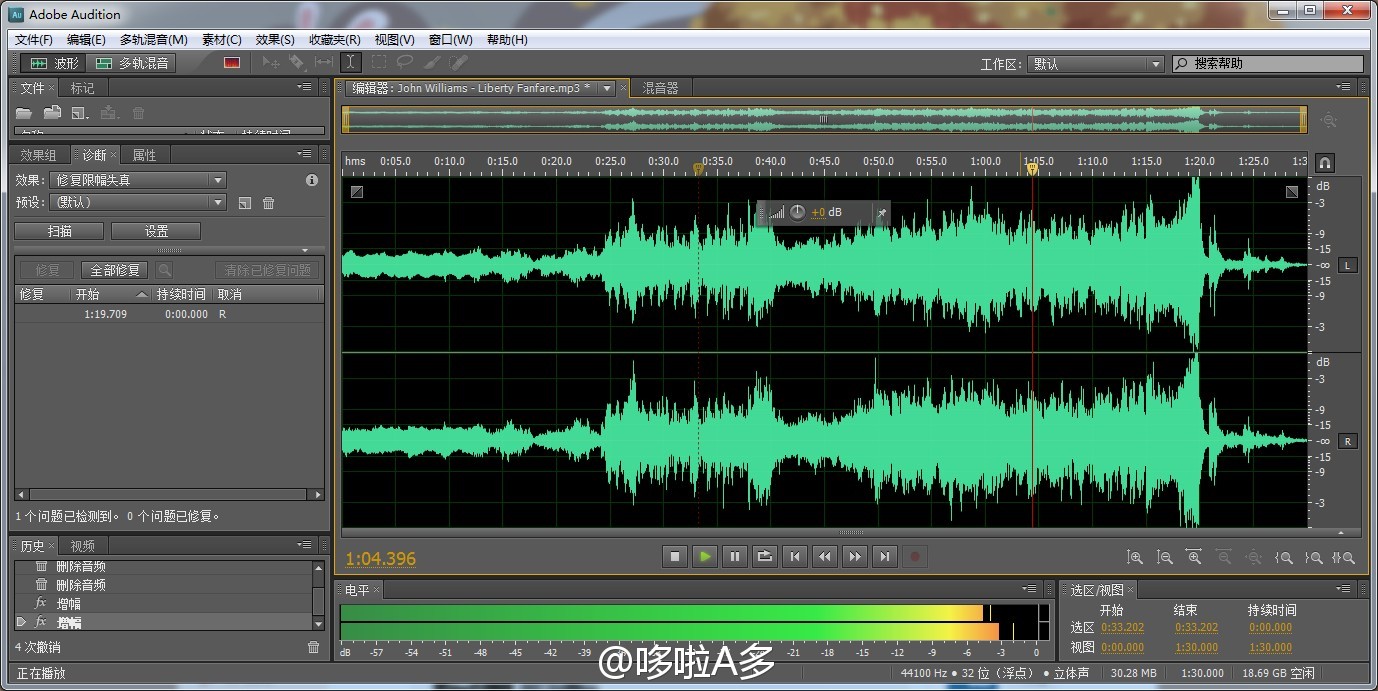 Au Adobe Audition
文件(F) 编辑(E) 多轨混音(M) 素材(C) 效果(S) 收藏夹(R) 视图(V) 窗口(W) 帮助(H)
波形 多轨混音 工作区: 默认 搜索帮助
文件 × 标记
编辑器: John Williams - Liberty Fanfare.mp3 * × 混音器
名称 状态 持续时间
效果组 诊断 × 属性
效果: 修复限幅失真
预设: (默认)
扫描 设置
修复 全部修复 清除已修复问题
修复 开始 持续时间 取消
1:19.709 0:00.000 R
1 个问题已检测到。 0 个问题已修复。
hms 0:05.0 0:10.0 0:15.0 0:20.0 0:25.0 0:30.0 0:35.0 0:40.0 0:45.0 0:50.0 0:55.0 1:00.0 1:05.0 1:10.0 1:15.0 1:20.0 1:25.0 1:3
+0 dB
dB
-3
-9
-15
-∞ L
-15
-9
-3
dB
-3
-9
-15
-∞ R
-15
-9
-3
1:04.396
历史 × 视频
删除音频
删除音频
fx 增幅
fx 增幅
4 次撤销
电平 ×
dB -57 -54 -51 -48 -45 -42 -39 -36 -33 -30 -27 -21 -18 -15 -12 -9 -6 -3 0
选区/视图 ×
开始 结束 持续时间
选区 0:33.202 0:33.202 0:00.000
视图 0:00.000 1:30.000 1:30.000
@哆啦A多
正在播放 44100 Hz • 32 位 (浮点) • 立体声 30.28 MB 1:30.000 18.69 GB 空闲